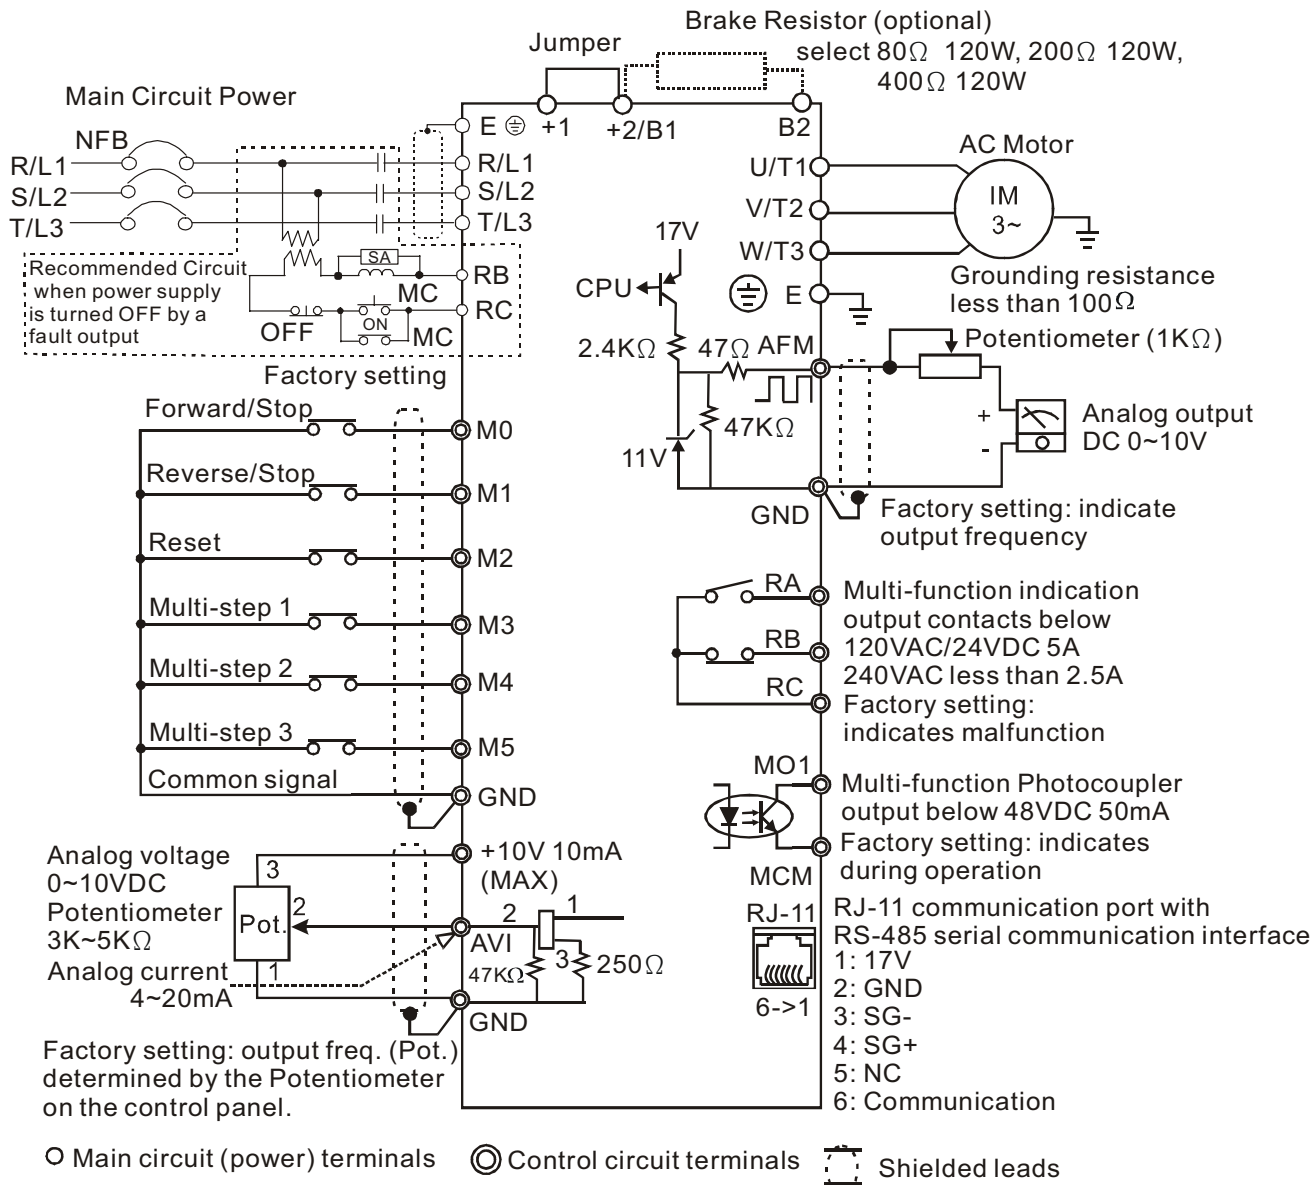 Brake Resistor (optional)
select 80Ω 120W, 200Ω 120W,
400Ω 120W
Jumper
Main Circuit Power
NFB
R/L1
S/L2
T/L3
E
+1
+2/B1
B2
R/L1
S/L2
T/L3
RB
RC
SA
MC
ON
OFF
MC
Recommended Circuit
when power supply
is turned OFF by a
fault output
U/T1
V/T2
W/T3
E
AC Motor
IM
3~
Grounding resistance
less than 100Ω
17V
CPU
2.4KΩ
47Ω
AFM
47KΩ
11V
GND
Potentiometer (1KΩ)
+
-
Analog output
DC 0~10V
Factory setting: indicate
output frequency
Factory setting
Forward/Stop
M0
Reverse/Stop
M1
Reset
M2
Multi-step 1
M3
Multi-step 2
M4
Multi-step 3
M5
Common signal
GND
RA
RB
RC
Multi-function indication
output contacts below
120VAC/24VDC 5A
240VAC less than 2.5A
Factory setting:
indicates malfunction
MO1
MCM
Multi-function Photocoupler
output below 48VDC 50mA
Factory setting: indicates
during operation
Analog voltage
0~10VDC
Potentiometer
3K~5KΩ
Analog current
4~20mA
3
Pot.
2
1
+10V 10mA
(MAX)
2
1
AVI
47KΩ
3
250Ω
GND
Factory setting: output freq. (Pot.)
determined by the Potentiometer
on the control panel.
RJ-11
6->1
RJ-11 communication port with
RS-485 serial communication interface
1: 17V
2: GND
3: SG-
4: SG+
5: NC
6: Communication
Main circuit (power) terminals
Control circuit terminals
Shielded leads